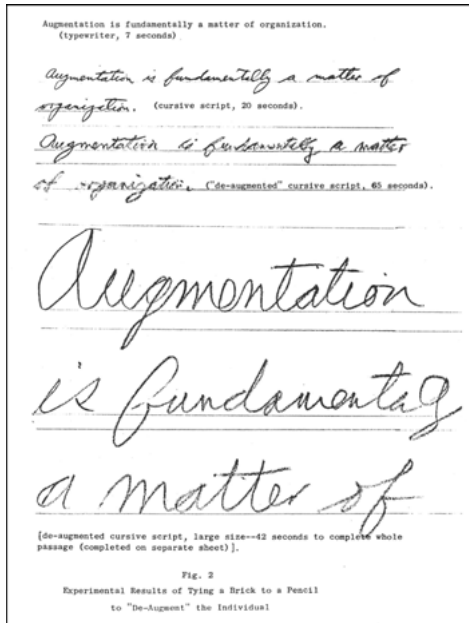 Augmentation is fundamentally a matter of organization.
(typewriter, 7 seconds)
Augmentation is fundamentally a matter of
organization. (cursive script, 20 seconds).
Augmentation is fundamentally a matter
of organization. ("de-augmented" cursive script, 65 seconds).
Augmentation
is fundamentag
a matter of
[de-augmented cursive script, large size--42 seconds to complete whole
passage (completed on separate sheet)].
Fig. 2
Experimental Results of Tying a Brick to a Pencil
to "De-Augment" the Individual